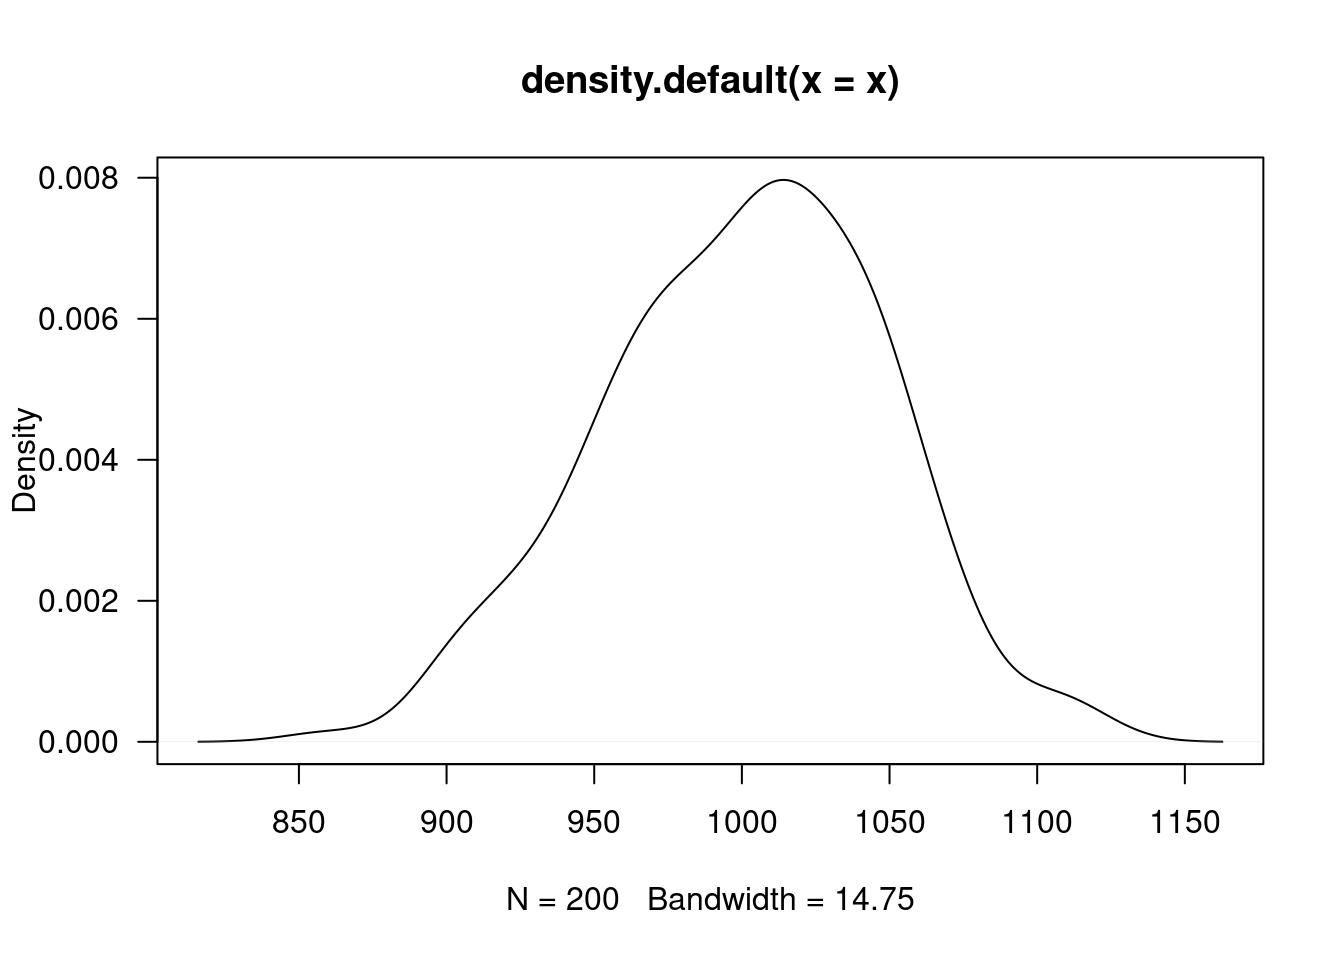 density.default(x = x)
Density
0.008
0.006
0.004
0.002
0.000
850 900 950 1000 1050 1100 1150
N = 200 Bandwidth = 14.75